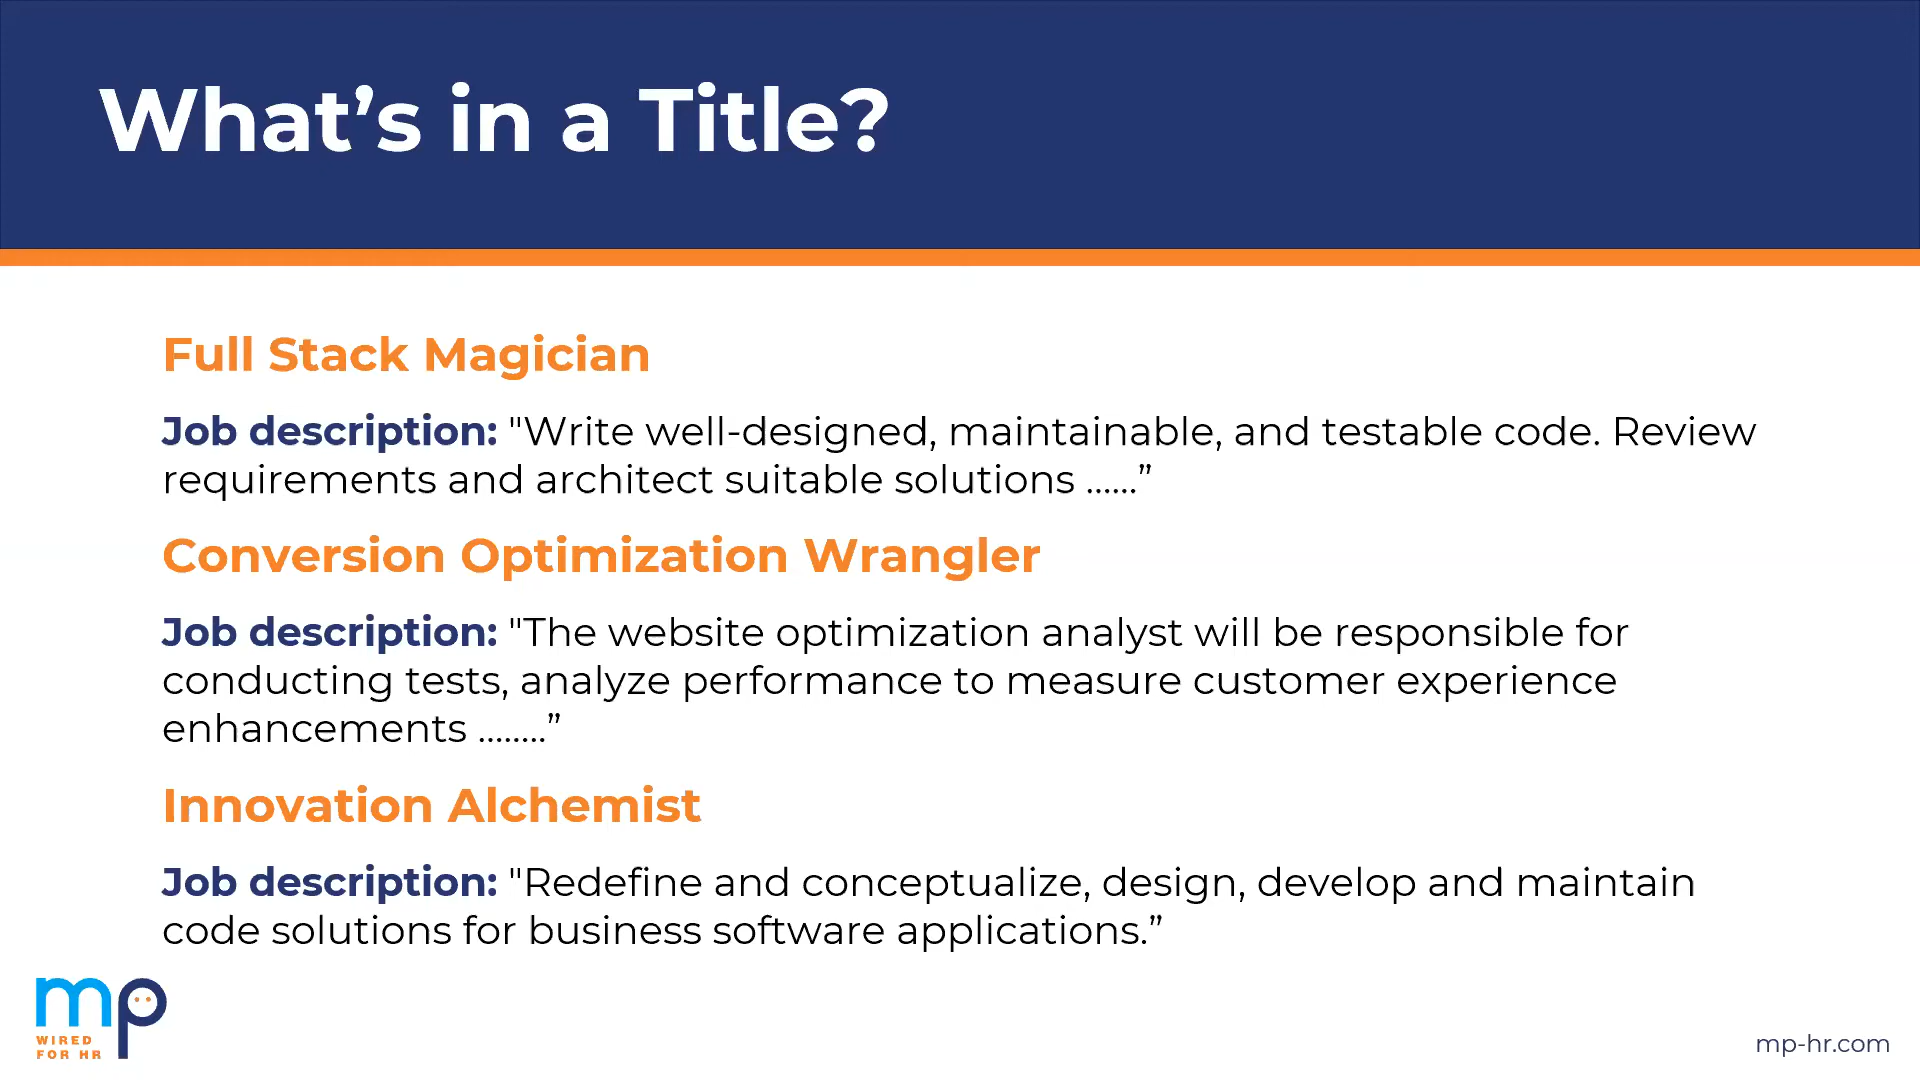 What’s in a Title?
Full Stack Magician
Job description: "Write well-designed, maintainable, and testable code. Review
requirements and architect suitable solutions ......”
Conversion Optimization Wrangler
Job description: "The website optimization analyst will be responsible for
conducting tests, analyze performance to measure customer experience
enhancements ........”
Innovation Alchemist
Job description: "Redefine and conceptualize, design, develop and maintain
code solutions for business software applications.”
mp
WIRED
FOR HR
mp-hr.com